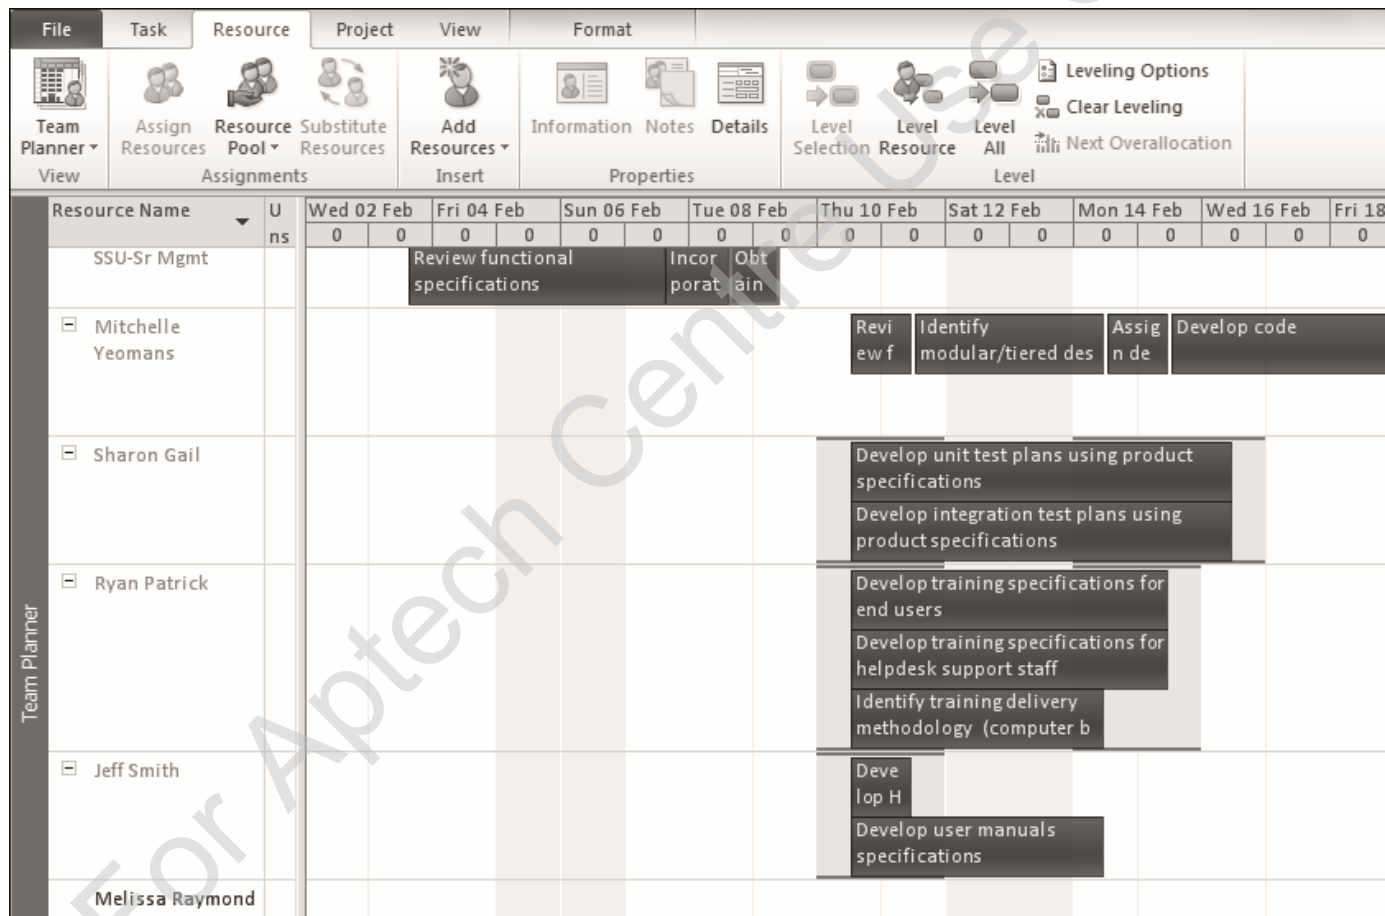 File Task Resource Project View Format
Team Planner Assign Resources Resource Pool Substitute Resources Add Resources Information Notes Details Level Selection Level Resource Level All
Leveling Options
Clear Leveling
Next Overallocation
View Assignments Insert Properties Level
Resource Name U Wed 02 Feb Fri 04 Feb Sun 06 Feb Tue 08 Feb Thu 10 Feb Sat 12 Feb Mon 14 Feb Wed 16 Feb Fri 18
ns 0 0 0 0 0 0 0 0 0 0 0 0 0 0 0 0 0
SSU-Sr Mgmt
Review functional
specifications
Incor
porat
Obt
ain
Mitchelle
Yeomans
Revi
ew f
Identify
modular/tiered des
Assig
n de
Develop code
Sharon Gail
Develop unit test plans using product
specifications
Develop integration test plans using
product specifications
Ryan Patrick
Develop training specifications for
end users
Develop training specifications for
helpdesk support staff
Identify training delivery
methodology (computer b
Jeff Smith
Deve
lop H
Develop user manuals
specifications
Melissa Raymond
Team Planner
For Aptech Centre Use